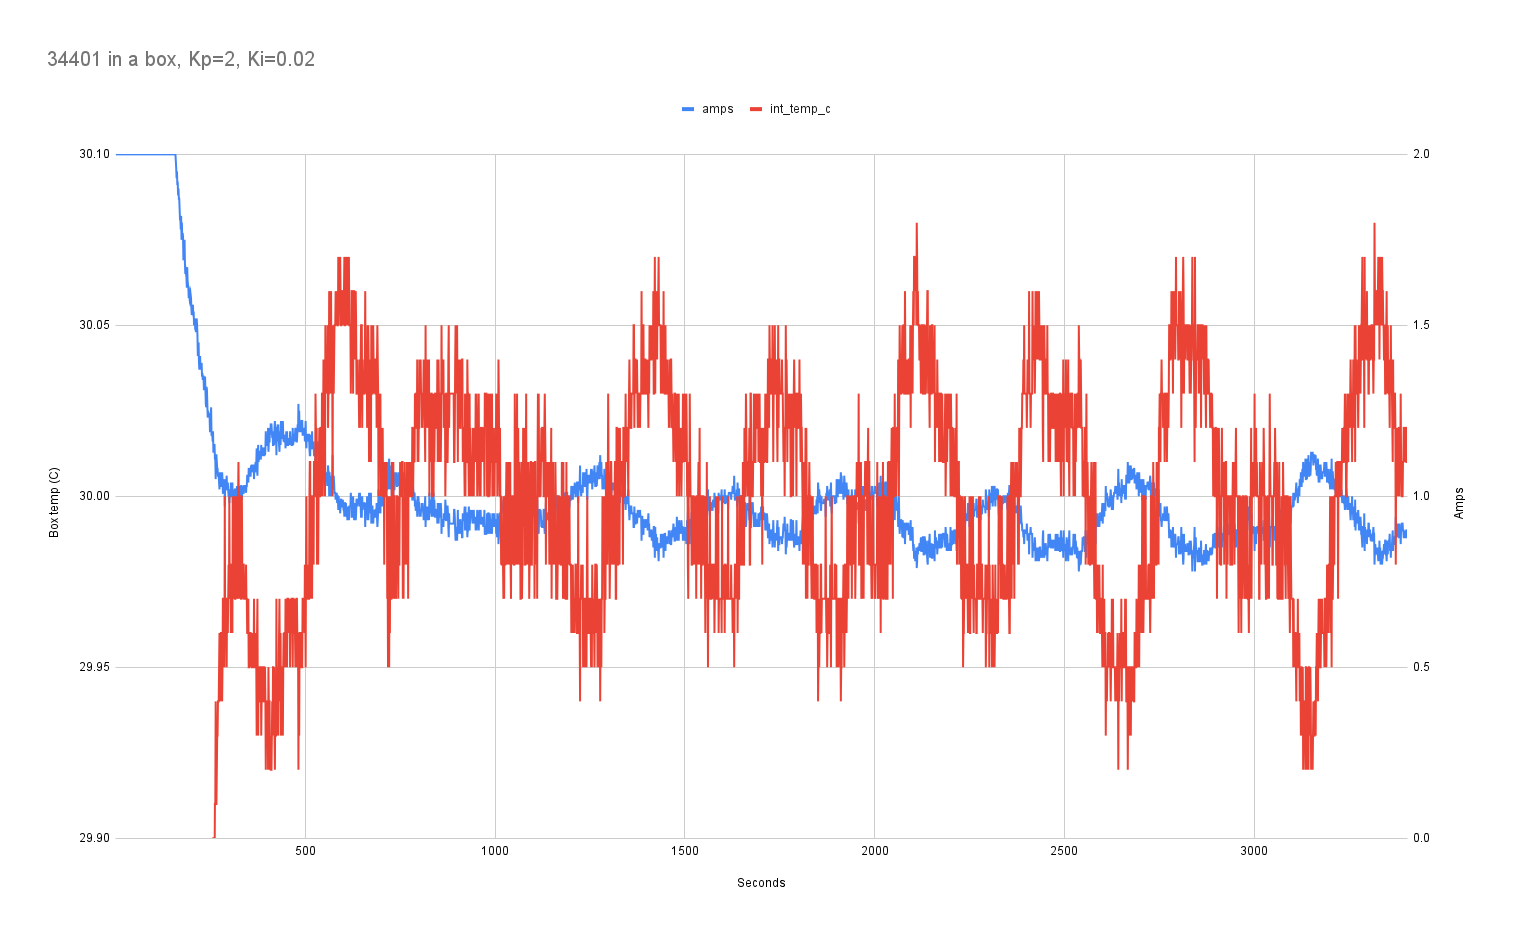 34401 in a box, Kp=2, Ki=0.02
amps int_temp_c
30.10
30.05
30.00
29.95
29.90
Box temp (C)
2.0
1.5
1.0
0.5
0.0
Amps
500 1000 1500 2000 2500 3000
Seconds